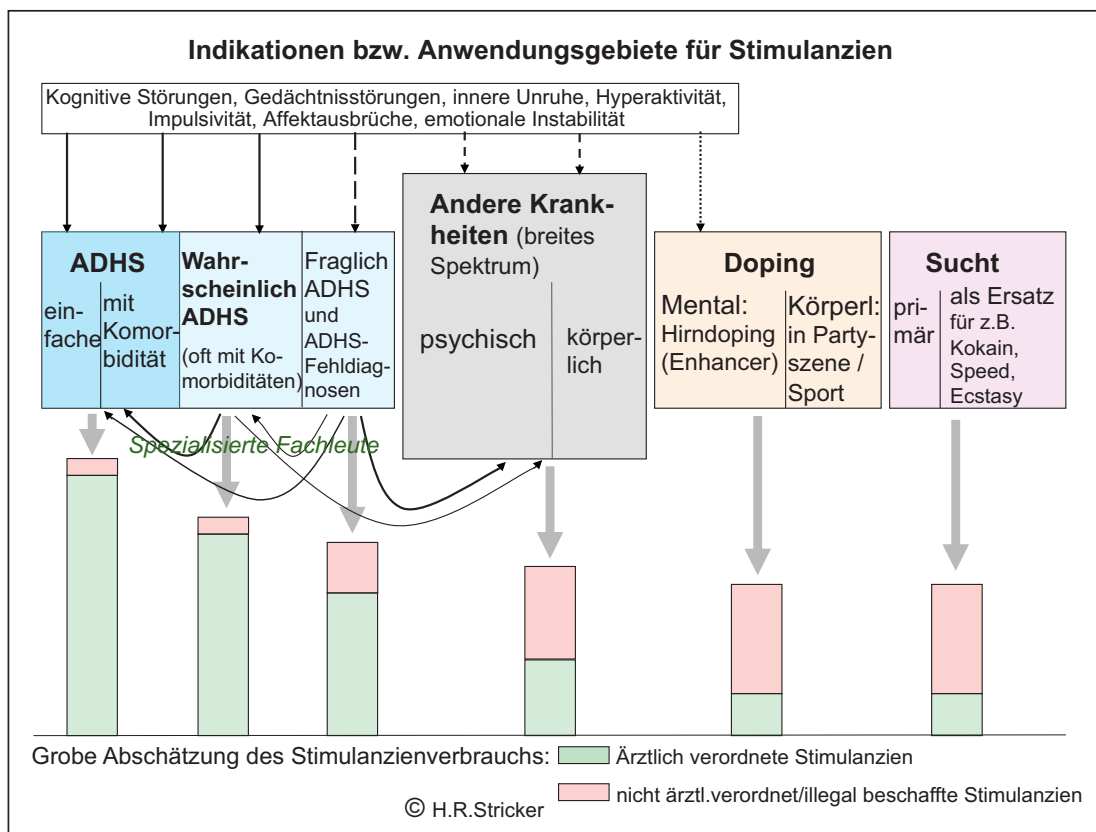 Indikationen bzw. Anwendungsgebiete für Stimulanzien
Kognitive Störungen, Gedächtnisstörungen, innere Unruhe, Hyperaktivität,
Impulsivität, Affektausbrüche, emotionale Instabilität
ADHS
ein-
fache
mit
Komor-
bidität
Wahr-
scheinlich
ADHS
(oft mit Ko-
morbiditäten)
Fraglich
ADHS
und
ADHS-
Fehldiag-
nosen
Andere Krank-
heiten (breites
Spektrum)
psychisch
körper-
lich
Doping
Mental:
Hirndoping
(Enhancer)
Körperl:
in Party-
szene /
Sport
Sucht
pri-
mär
als Ersatz
für z.B.
Kokain,
Speed,
Ecstasy
Spezialisierte Fachleute
Grobe Abschätzung des Stimulanzienverbrauchs:
Ärztlich verordnete Stimulanzien
nicht ärztl.verordnet/illegal beschaffte Stimulanzien
© H.R.Stricker